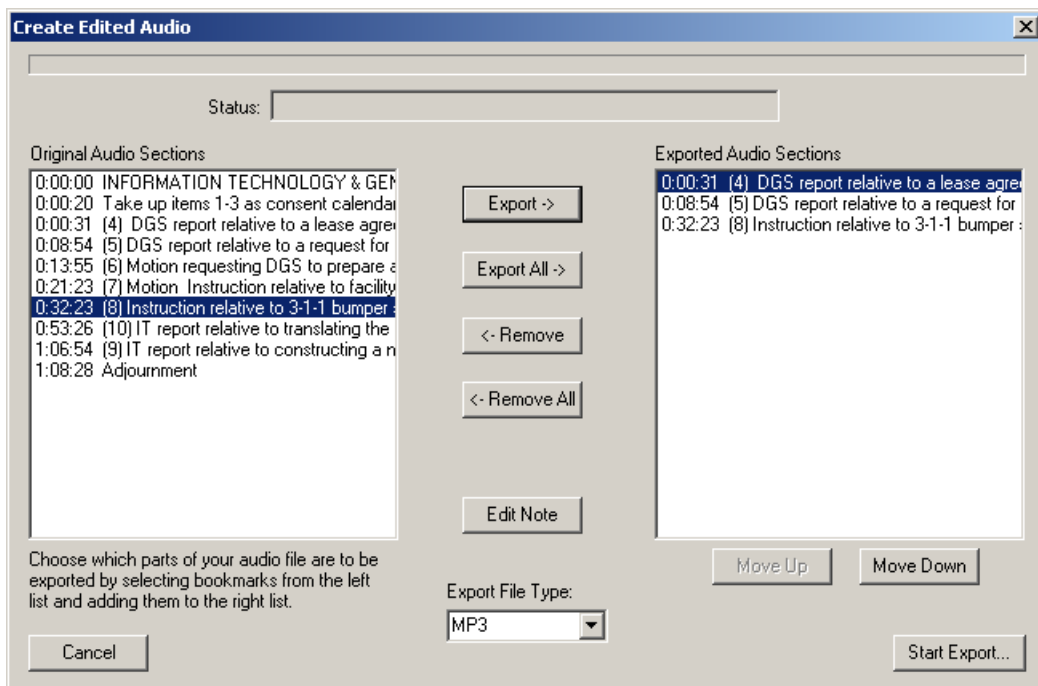 Create Edited Audio
Status:
Original Audio Sections
0:00:00 INFORMATION TECHNOLOGY & GEN
0:00:20 Take up items 1-3 as consent calendar
0:00:31 (4) DGS report relative to a lease agre
0:08:54 (5) DGS report relative to a request for
0:13:55 (6) Motion requesting DGS to prepare a
0:21:23 (7) Motion Instruction relative to facility
0:32:23 (8) Instruction relative to 3-1-1 bumper
0:53:26 (10) IT report relative to translating the
1:06:54 (9) IT report relative to constructing a n
1:08:28 Adjournment
Choose which parts of your audio file are to be
exported by selecting bookmarks from the left
list and adding them to the right list.
Cancel
Export ->
Export All ->
<- Remove
<- Remove All
Edit Note
Export File Type:
MP3
Exported Audio Sections
0:00:31 (4) DGS report relative to a lease agre
0:08:54 (5) DGS report relative to a request for
0:32:23 (8) Instruction relative to 3-1-1 bumper
Move Up
Move Down
Start Export...